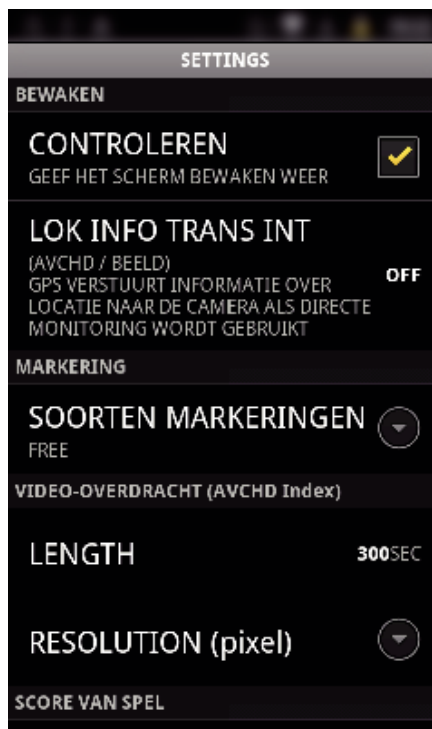 SETTINGS
BEWAKEN
CONTROLEREN
GEEF HET SCHERM BEWAKEN WEER
LOK INFO TRANS INT
(AVCHD / BEELD)
GPS VERSTUURT INFORMATIE OVER
LOCATIE NAAR DE CAMERA ALS DIRECTE
MONITORING WORDT GEBRUIKT
OFF
MARKERING
SOORTEN MARKERINGEN
FREE
VIDEO-OVERDRACHT (AVCHD Index)
LENGTH
300SEC
RESOLUTION (pixel)
SCORE VAN SPEL